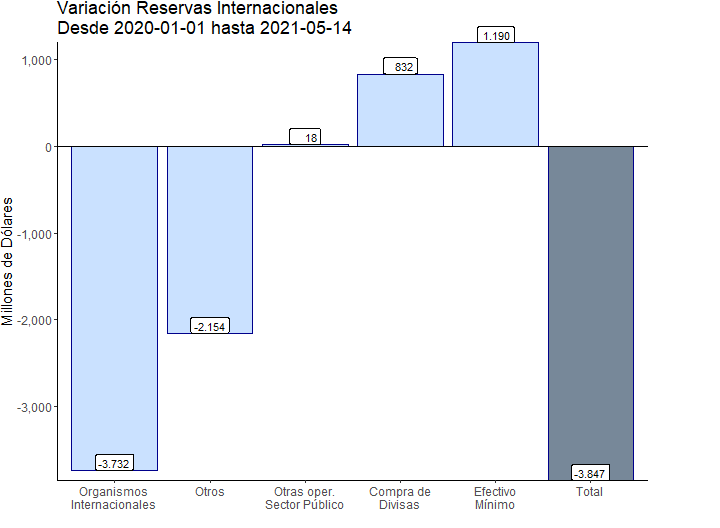 Variación Reservas Internacionales
Desde 2020-01-01 hasta 2021-05-14
Millones de Dólares
1,000
0
-1,000
-2,000
-3,000
-3.732
-2.154
18
832
1.190
-3.847
Organismos
Internacionales
Otros
Otras oper.
Sector Público
Compra de
Divisas
Efectivo
Mínimo
Total